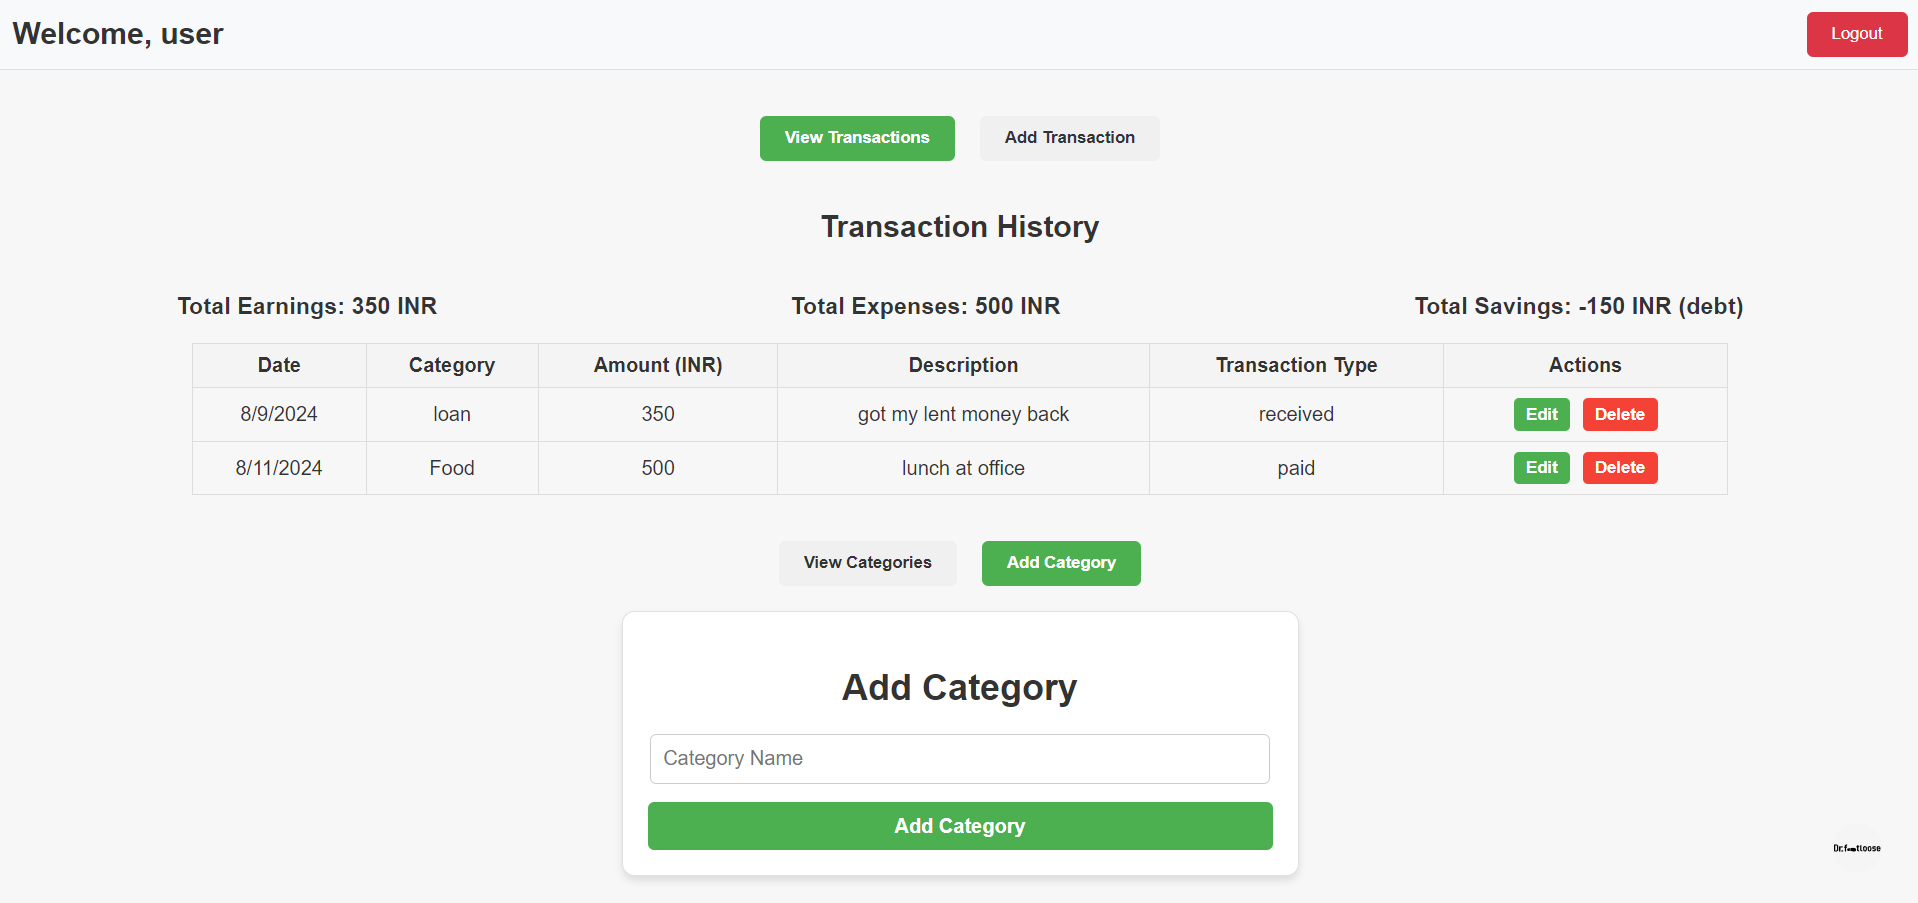 Welcome, user
Logout
View Transactions Add Transaction
Transaction History
Total Earnings: 350 INR Total Expenses: 500 INR Total Savings: -150 INR (debt)
Date Category Amount (INR) Description Transaction Type Actions
8/9/2024 loan 350 got my lent money back received Edit Delete
8/11/2024 Food 500 lunch at office paid Edit Delete
View Categories Add Category
Add Category
Category Name
Add Category